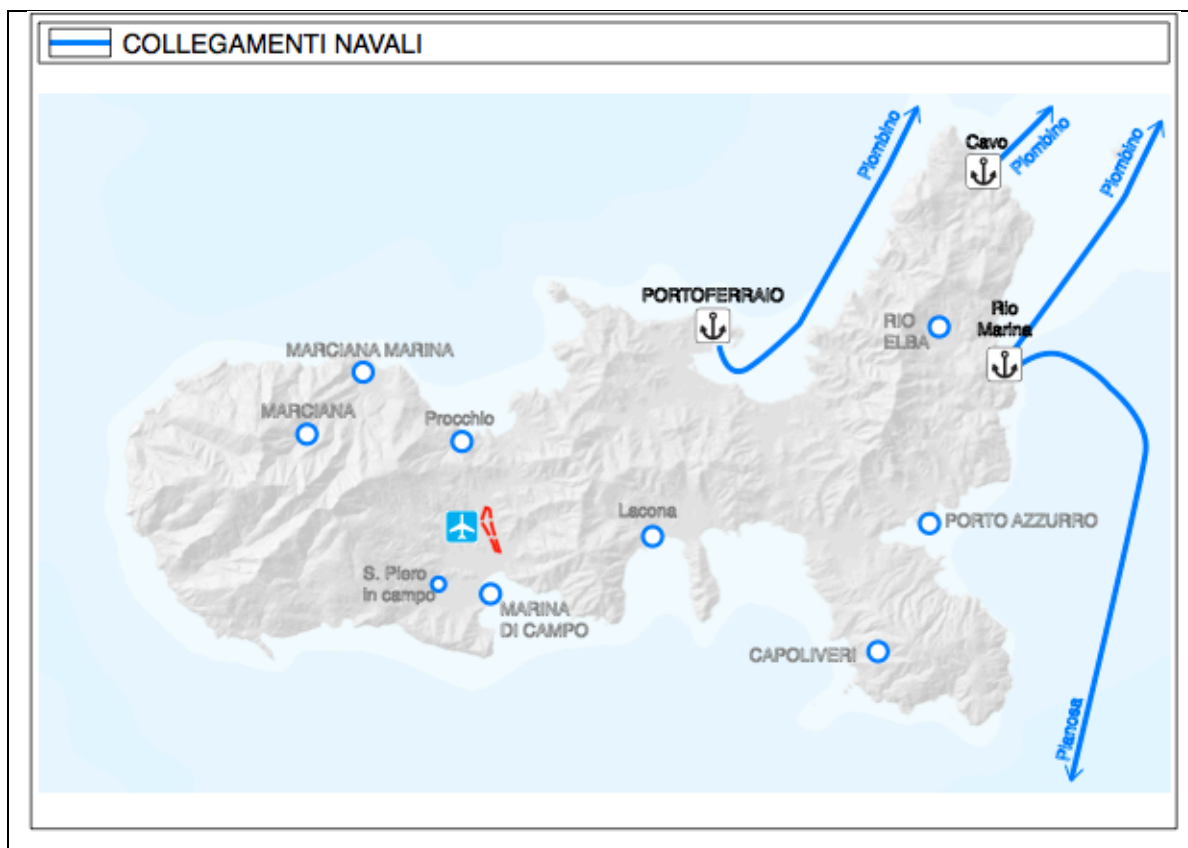 COLLEGAMENTI NAVALI
Piombino
Cavo
Piombino
Piombino
PORTOFERRAIO
RIO
ELBA
Rio
Marina
MARCIANA MARINA
MARCIANA
Procchio
Lacona
PORTO AZZURRO
S. Piero
in campo
MARINA
DI CAMPO
CAPOLIVERI
Pianosa